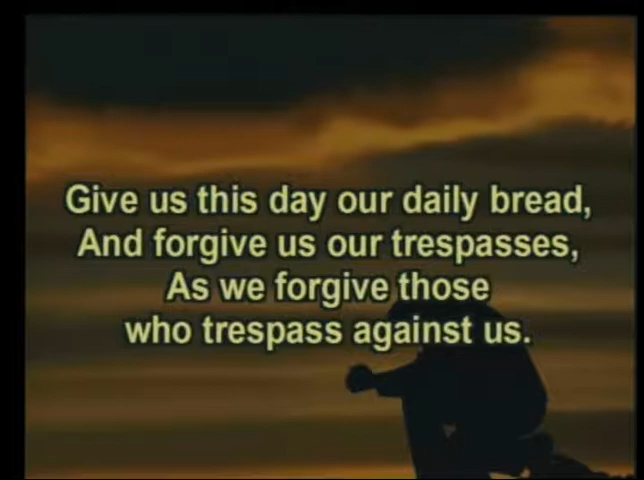 Give us this day our daily bread,
And forgive us our trespasses,
As we forgive those
who trespass against us.